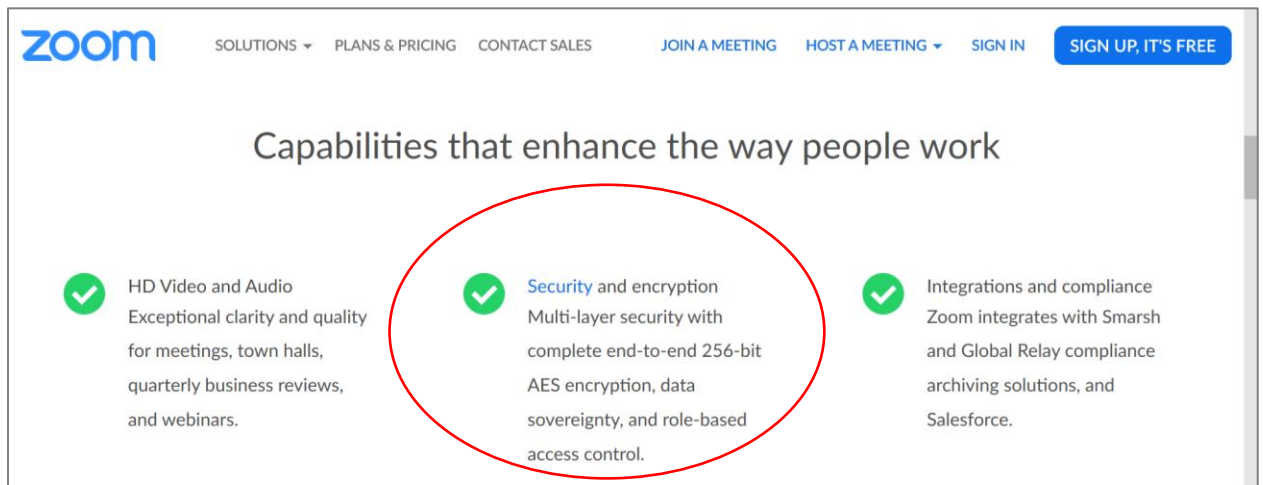 zoom SOLUTIONS PLANS & PRICING CONTACT SALES JOIN A MEETING HOST A MEETING SIGN IN SIGN UP, IT'S FREE
Capabilities that enhance the way people work
HD Video and Audio
Exceptional clarity and quality
for meetings, town halls,
quarterly business reviews,
and webinars.
Security and encryption
Multi-layer security with
complete end-to-end 256-bit
AES encryption, data
sovereignty, and role-based
access control.
Integrations and compliance
Zoom integrates with Smarsh
and Global Relay compliance
archiving solutions, and
Salesforce.